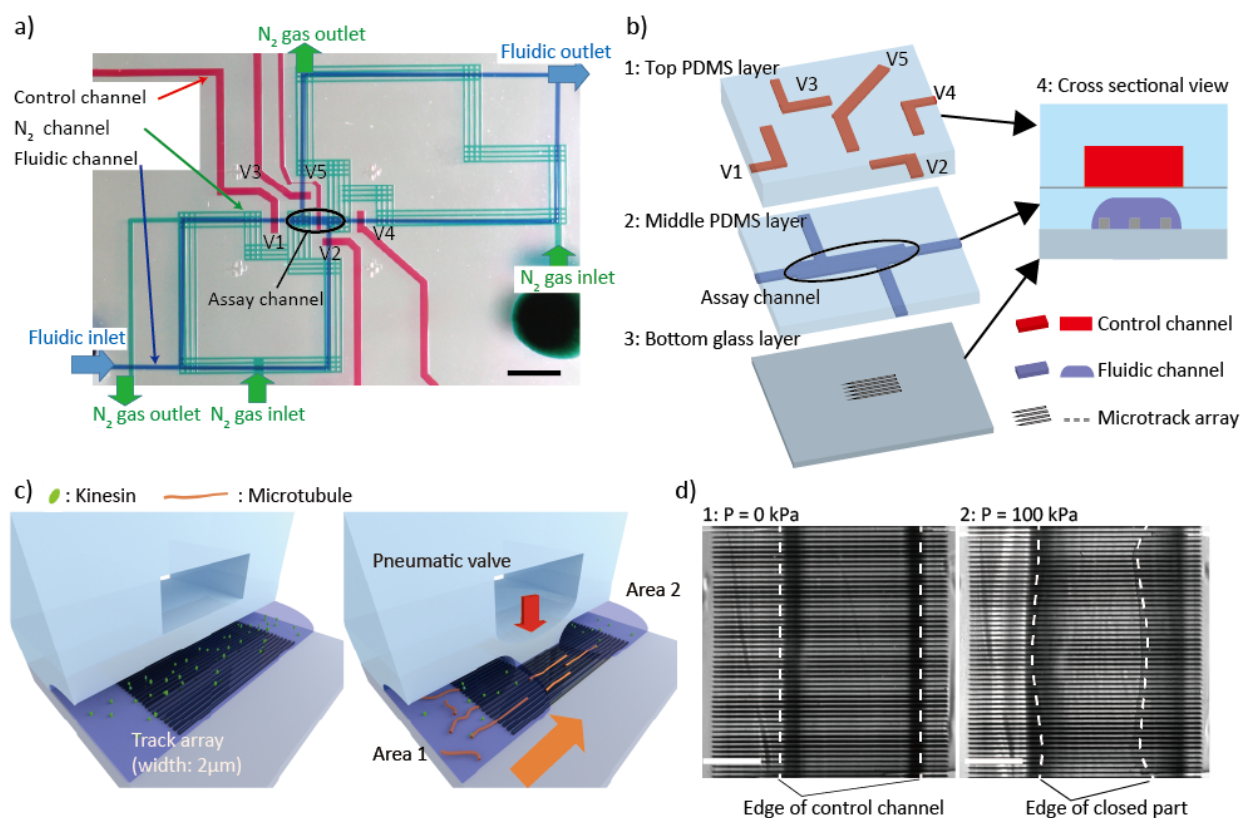 a)
N2 gas outlet
Fluidic outlet
Control channel
N2 channel
Fluidic channel
V3
V5
V1
V2
V4
Assay channel
N2 gas inlet
Fluidic inlet
N2 gas outlet
N2 gas inlet
b)
1: Top PDMS layer
V5
V3
V4
V1
V2
4: Cross sectional view
2: Middle PDMS layer
Assay channel
3: Bottom glass layer
Control channel
Fluidic channel
Microtrack array
c)
: Kinesin
: Microtubule
Pneumatic valve
Area 2
Track array
(width: 2μm)
Area 1
d)
1: P = 0 kPa
2: P = 100 kPa
Edge of control channel
Edge of closed part